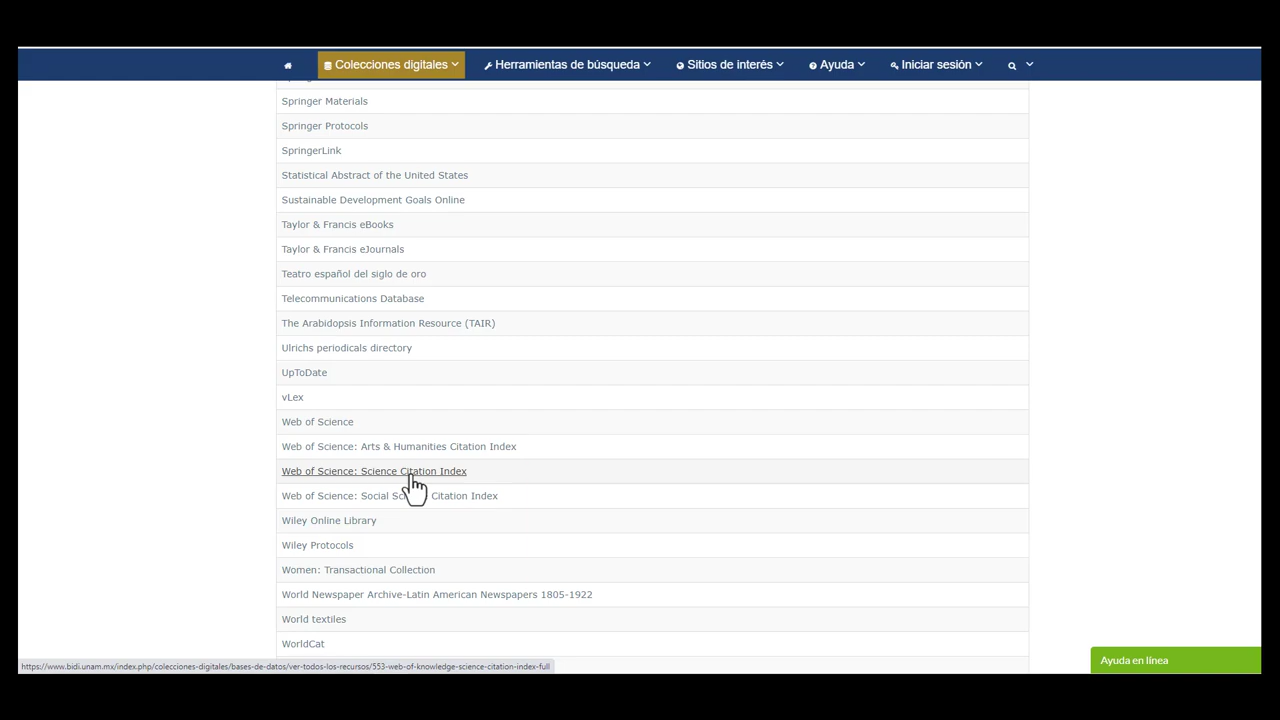 Colecciones digitales
Herramientas de búsqueda
Sitios de interés
Ayuda
Iniciar sesión
Springer Materials
Springer Protocols
SpringerLink
Statistical Abstract of the United States
Sustainable Development Goals Online
Taylor & Francis eBooks
Taylor & Francis eJournals
Teatro español del siglo de oro
Telecommunications Database
The Arabidopsis Information Resource (TAIR)
Ulrichs periodicals directory
UpToDate
vLex
Web of Science
Web of Science: Arts & Humanities Citation Index
Web of Science: Science Citation Index
Web of Science: Social Citation Index
Wiley Online Library
Wiley Protocols
Women: Transactional Collection
World Newspaper Archive-Latin American Newspapers 1805-1922
World textiles
WorldCat
https://www.bidi.unam.mx/index.php/colecciones-digitales/bases-de-datos/ver-todos-los-recursos/553-web-of-knowledge-science-citation-index-full
Ayuda en línea